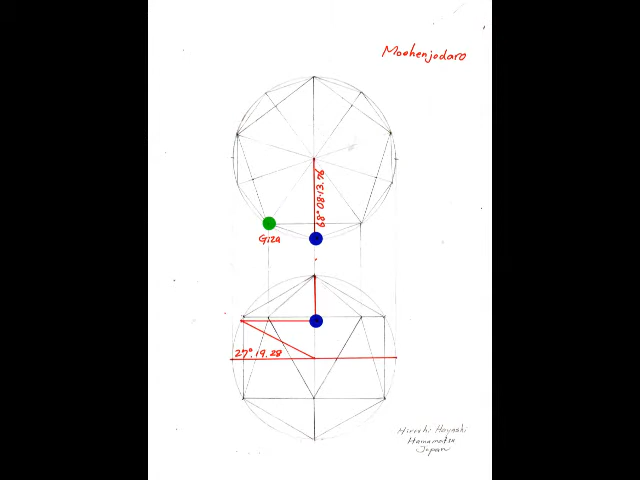 Moehenjodaro
68°08.13.76
Giza
27°.19.28
Hiroshi Hayashi
Hamamatsu
Japan